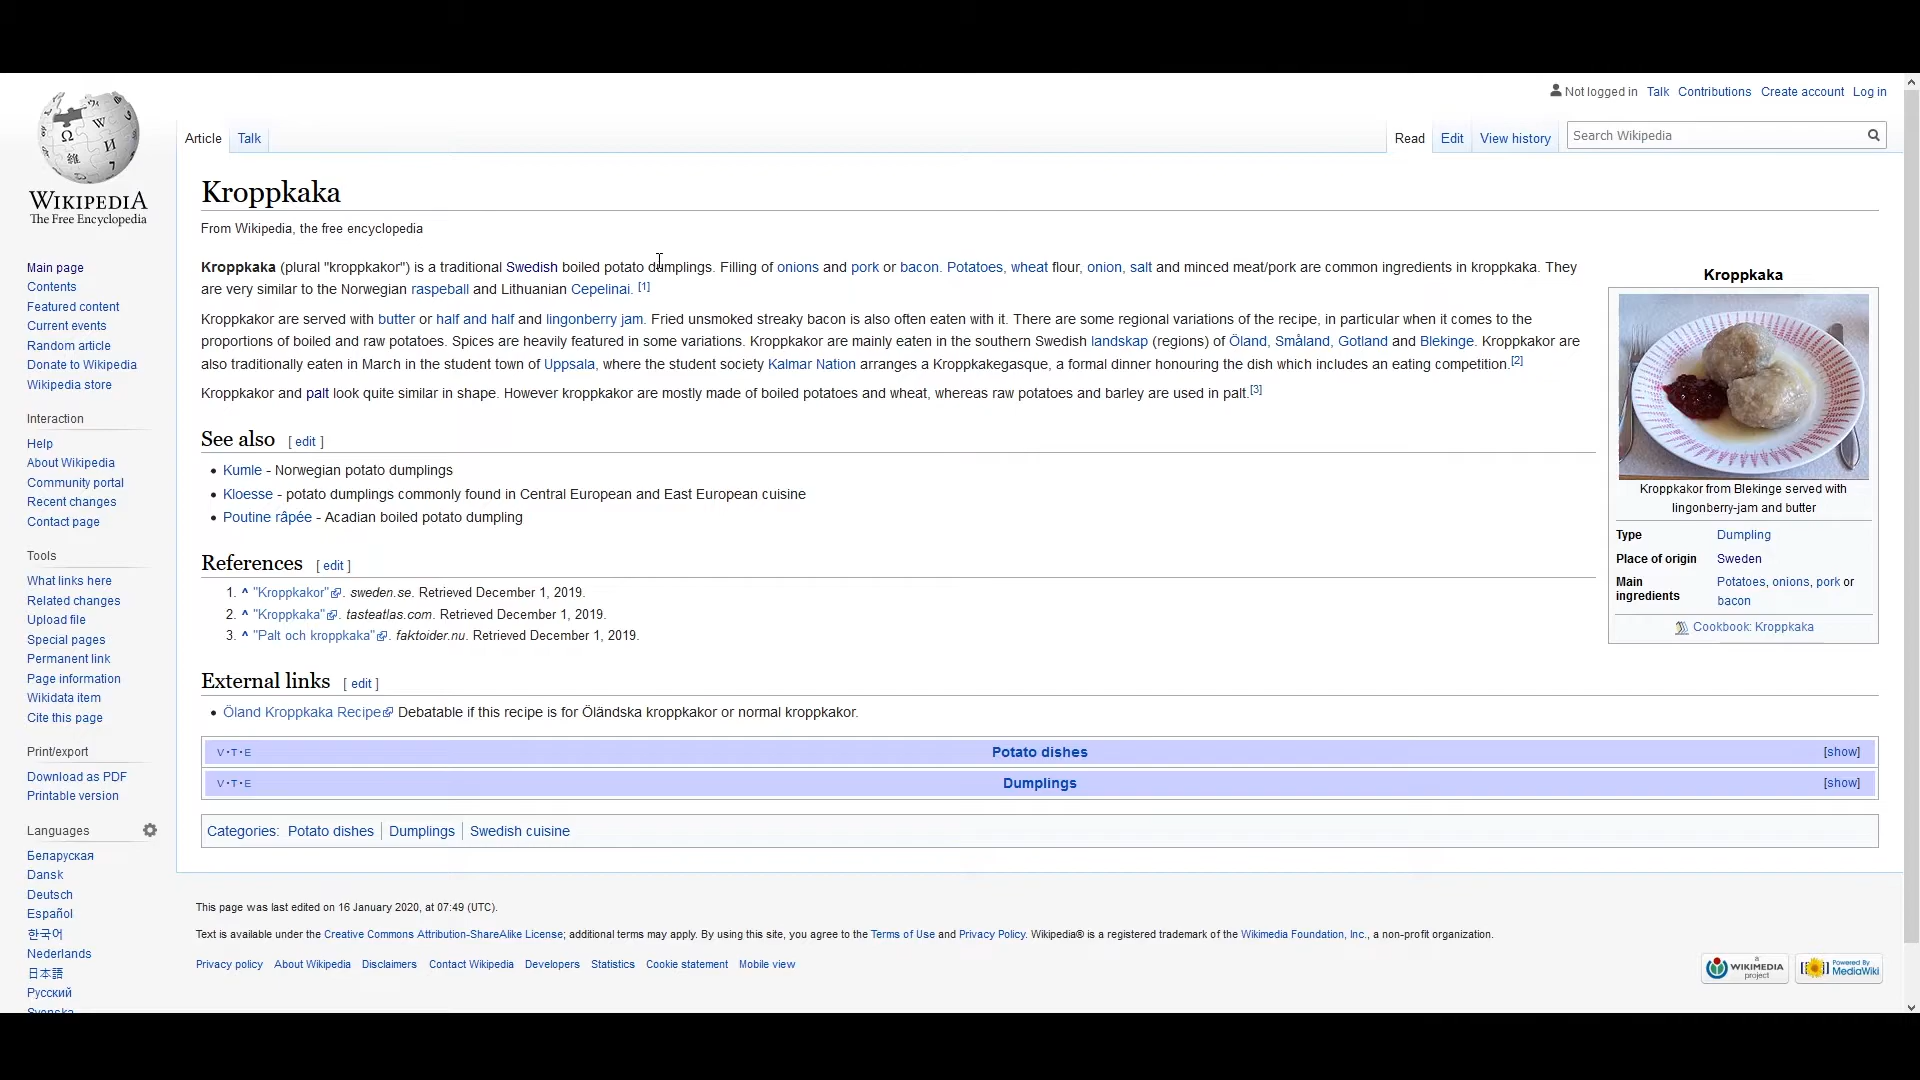 Not logged in Talk Contributions Create account Log in
Article Talk
Read Edit View history Search Wikipedia
WIKIPEDIA
The Free Encyclopedia
Main page
Contents
Featured content
Current events
Random article
Donate to Wikipedia
Wikipedia store
Interaction
Help
About Wikipedia
Community portal
Recent changes
Contact page
Tools
What links here
Related changes
Upload file
Special pages
Permanent link
Page information
Wikidata item
Cite this page
Print/export
Download as PDF
Printable version
Languages
Беларуская
Dansk
Deutsch
Español
한국어
Nederlands
日本語
Русский
Svenska
Kroppkaka
From Wikipedia, the free encyclopedia
Kroppkaka (plural "kroppkakor") is a traditional Swedish boiled potato dumplings. Filling of onions and pork or bacon. Potatoes, wheat flour, onion, salt and minced meat/pork are common ingredients in kroppkaka. They
are very similar to the Norwegian raspeball and Lithuanian Cepelinai. [1]
Kroppkakor are served with butter or half and half and lingonberry jam. Fried unsmoked streaky bacon is also often eaten with it. There are some regional variations of the recipe, in particular when it comes to the
proportions of boiled and raw potatoes. Spices are heavily featured in some variations. Kroppkakor are mainly eaten in the southern Swedish landskap (regions) of Öland, Småland, Gotland and Blekinge. Kroppkakor are
also traditionally eaten in March in the student town of Uppsala, where the student society Kalmar Nation arranges a Kroppkakegasque, a formal dinner honouring the dish which includes an eating competition.[2]
Kroppkakor and palt look quite similar in shape. However kroppkakor are mostly made of boiled potatoes and wheat, whereas raw potatoes and barley are used in palt.[3]
Kroppkaka
Kroppkakor from Blekinge served with
lingonberry-jam and butter
Type Dumpling
Place of origin Sweden
Main ingredients Potatoes, onions, pork or
bacon
Cookbook: Kroppkaka
See also [ edit ]
• Kumle - Norwegian potato dumplings
• Kloesse - potato dumplings commonly found in Central European and East European cuisine
• Poutine râpée - Acadian boiled potato dumpling
References [ edit ]
1. ^ "Kroppkakor". sweden.se. Retrieved December 1, 2019.
2. ^ "Kroppkaka". tasteatlas.com. Retrieved December 1, 2019.
3. ^ "Palt och kroppkaka". faktoider.nu. Retrieved December 1, 2019.
External links [ edit ]
• Öland Kroppkaka Recipe Debatable if this recipe is for Öländska kroppkakor or normal kroppkakor.
V·T·E Potato dishes [show]
V·T·E Dumplings [show]
Categories: Potato dishes | Dumplings | Swedish cuisine
This page was last edited on 16 January 2020, at 07:49 (UTC).
Text is available under the Creative Commons Attribution-ShareAlike License; additional terms may apply. By using this site, you agree to the Terms of Use and Privacy Policy. Wikipedia® is a registered trademark of the Wikimedia Foundation, Inc., a non-profit organization.
Privacy policy About Wikipedia Disclaimers Contact Wikipedia Developers Statistics Cookie statement Mobile view
a WIKIMEDIA project
Powered By MediaWiki